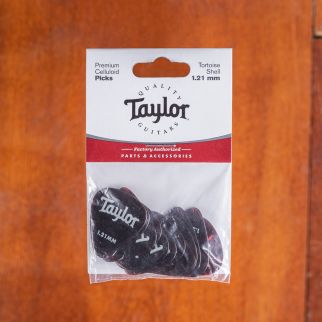 Premium
Celluloid
Picks
Tortoise
Shell
1.21 mm
QUALITY
Taylor
GUITARS
Factory Authorized
PARTS & ACCESSORIES
Taylor
1.21MM